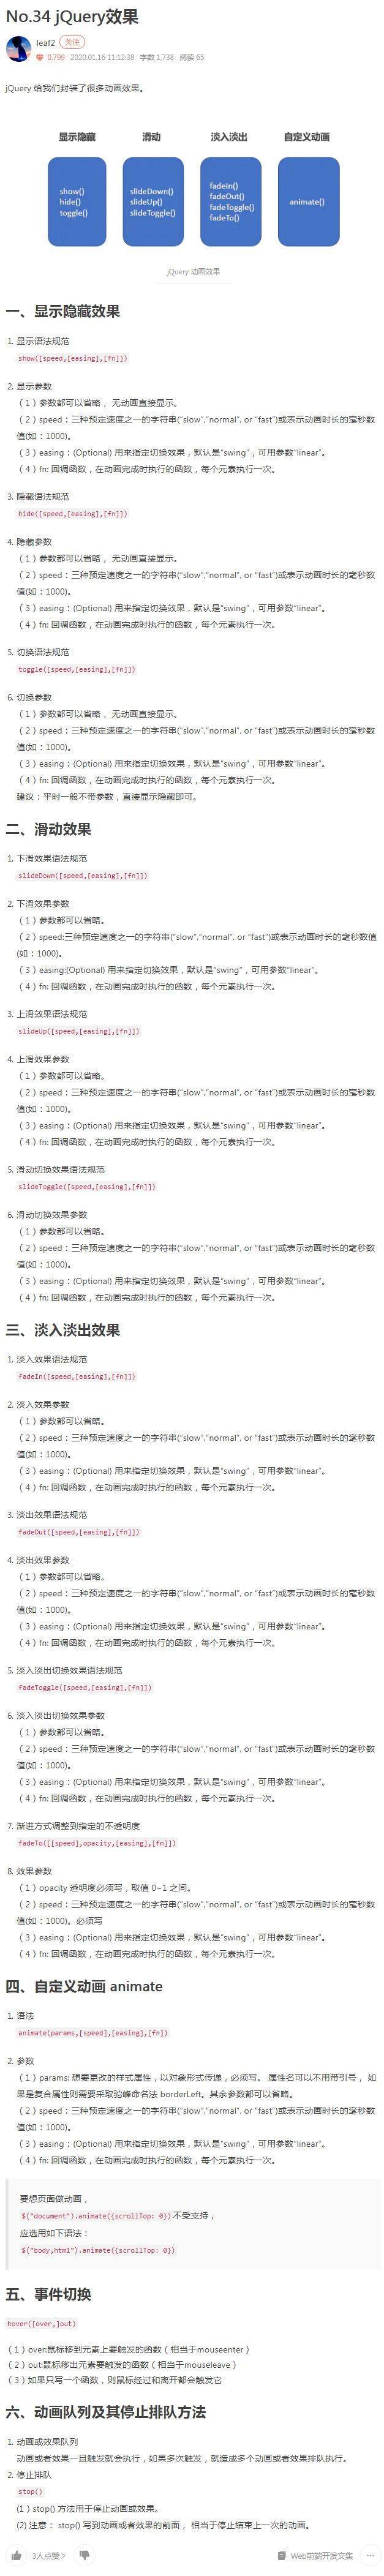 No.34 jQuery效果
leaf2 关注
0.799 2020.01.16 11:12:38 字数 1,738 阅读 65
jQuery 给我们封装了很多动画效果。
显示隐藏 滑动 淡入淡出 自定义动画
show()
hide()
toggle()
slideDown()
slideUp()
slideToggle()
fadeIn()
fadeOut()
fadeToggle()
fadeTo()
animate()
jQuery 动画效果
一、显示隐藏效果
1. 显示语法规范
show([speed,[easing],[fn]])
2. 显示参数
（1）参数都可以省略， 无动画直接显示。
（2）speed：三种预定速度之一的字符串(“slow”,“normal”, or “fast”)或表示动画时长的毫秒数
值(如：1000)。
（3）easing：(Optional) 用来指定切换效果，默认是“swing”，可用参数“linear”。
（4）fn: 回调函数，在动画完成时执行的函数，每个元素执行一次。
3. 隐藏语法规范
hide([speed,[easing],[fn]])
4. 隐藏参数
（1）参数都可以省略， 无动画直接显示。
（2）speed：三种预定速度之一的字符串(“slow”,“normal”, or “fast”)或表示动画时长的毫秒数
值(如：1000)。
（3）easing：(Optional) 用来指定切换效果，默认是“swing”，可用参数“linear”。
（4）fn: 回调函数，在动画完成时执行的函数，每个元素执行一次。
5. 切换语法规范
toggle([speed,[easing],[fn]])
6. 切换参数
（1）参数都可以省略， 无动画直接显示。
（2）speed：三种预定速度之一的字符串(“slow”,“normal”, or “fast”)或表示动画时长的毫秒数
值(如：1000)。
（3）easing：(Optional) 用来指定切换效果，默认是“swing”，可用参数“linear”。
（4）fn: 回调函数，在动画完成时执行的函数，每个元素执行一次。
建议：平时一般不带参数，直接显示隐藏即可。
二、滑动效果
1. 下滑效果语法规范
slideDown([speed,[easing],[fn]])
2. 下滑效果参数
（1）参数都可以省略。
（2）speed:三种预定速度之一的字符串(“slow”,“normal”, or “fast”)或表示动画时长的毫秒数值
(如：1000)。
（3）easing:(Optional) 用来指定切换效果，默认是“swing”，可用参数“linear”。
（4）fn: 回调函数，在动画完成时执行的函数，每个元素执行一次。
3. 上滑效果语法规范
slideUp([speed,[easing],[fn]])
4. 上滑效果参数
（1）参数都可以省略。
（2）speed：三种预定速度之一的字符串(“slow”,“normal”, or “fast”)或表示动画时长的毫秒数
值(如：1000)。
（3）easing：(Optional) 用来指定切换效果，默认是“swing”，可用参数“linear”。
（4）fn: 回调函数，在动画完成时执行的函数，每个元素执行一次。
5. 滑动切换效果语法规范
slideToggle([speed,[easing],[fn]])
6. 滑动切换效果参数
（1）参数都可以省略。
（2）speed：三种预定速度之一的字符串(“slow”,“normal”, or “fast”)或表示动画时长的毫秒数
值(如：1000)。
（3）easing：(Optional) 用来指定切换效果，默认是“swing”，可用参数“linear”。
（4）fn: 回调函数，在动画完成时执行的函数，每个元素执行一次。
三、淡入淡出效果
1. 淡入效果语法规范
fadeIn([speed,[easing],[fn]])
2. 淡入效果参数
（1）参数都可以省略。
（2）speed：三种预定速度之一的字符串(“slow”,“normal”, or “fast”)或表示动画时长的毫秒数
值(如：1000)。
（3）easing：(Optional) 用来指定切换效果，默认是“swing”，可用参数“linear”。
（4）fn: 回调函数，在动画完成时执行的函数，每个元素执行一次。
3. 淡出效果语法规范
fadeOut([speed,[easing],[fn]])
4. 淡出效果参数
（1）参数都可以省略。
（2）speed：三种预定速度之一的字符串(“slow”,“normal”, or “fast”)或表示动画时长的毫秒数
值(如：1000)。
（3）easing：(Optional) 用来指定切换效果，默认是“swing”，可用参数“linear”。
（4）fn: 回调函数，在动画完成时执行的函数，每个元素执行一次。
5. 淡入淡出切换效果语法规范
fadeToggle([speed,[easing],[fn]])
6. 淡入淡出切换效果参数
（1）参数都可以省略。
（2）speed：三种预定速度之一的字符串(“slow”,“normal”, or “fast”)或表示动画时长的毫秒数
值(如：1000)。
（3）easing：(Optional) 用来指定切换效果，默认是“swing”，可用参数“linear”。
（4）fn: 回调函数，在动画完成时执行的函数，每个元素执行一次。
7. 渐进方式调整到指定的不透明度
fadeTo([[speed],opacity,[easing],[fn]])
8. 效果参数
（1）opacity 透明度必须写，取值 0~1 之间。
（2）speed：三种预定速度之一的字符串(“slow”,“normal”, or “fast”)或表示动画时长的毫秒数
值(如：1000)。必须写
（3）easing：(Optional) 用来指定切换效果，默认是“swing”，可用参数“linear”。
（4）fn: 回调函数，在动画完成时执行的函数，每个元素执行一次。
四、自定义动画 animate
1. 语法
animate(params,[speed],[easing],[fn])
2. 参数
（1）params: 想要更改的样式属性，以对象形式传递，必须写。 属性名可以不用带引号， 如
果是复合属性则需要采取驼峰命名法 borderLeft。其余参数都可以省略。
（2）speed：三种预定速度之一的字符串(“slow”,“normal”, or “fast”)或表示动画时长的毫秒数
值(如：1000)。
（3）easing：(Optional) 用来指定切换效果，默认是“swing”，可用参数“linear”。
（4）fn: 回调函数，在动画完成时执行的函数，每个元素执行一次。
要想页面做动画，
$("document").animate({scrollTop: 0}) 不受支持，
应选用如下语法：
$("body,html").animate({scrollTop: 0})
五、事件切换
hover([over,]out)
（1）over:鼠标移到元素上要触发的函数（相当于mouseenter）
（2）out:鼠标移出元素要触发的函数（相当于mouseleave）
（3）如果只写一个函数，则鼠标经过和离开都会触发它
六、动画队列及其停止排队方法
1. 动画或效果队列
动画或者效果一旦触发就会执行，如果多次触发，就造成多个动画或者效果排队执行。
2. 停止排队
stop()
(1）stop() 方法用于停止动画或效果。
(2) 注意： stop() 写到动画或者效果的前面， 相当于停止结束上一次的动画。
3人点赞 > Web前端开发文集